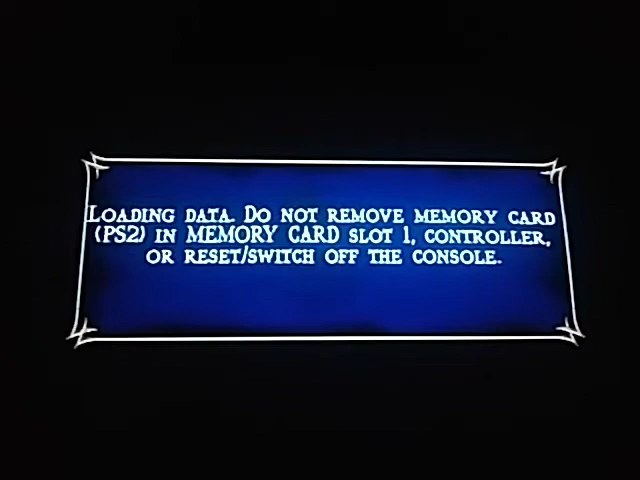 Loading data. Do not remove memory card
(PS2) in MEMORY CARD slot 1, controller,
or reset/switch off the console.